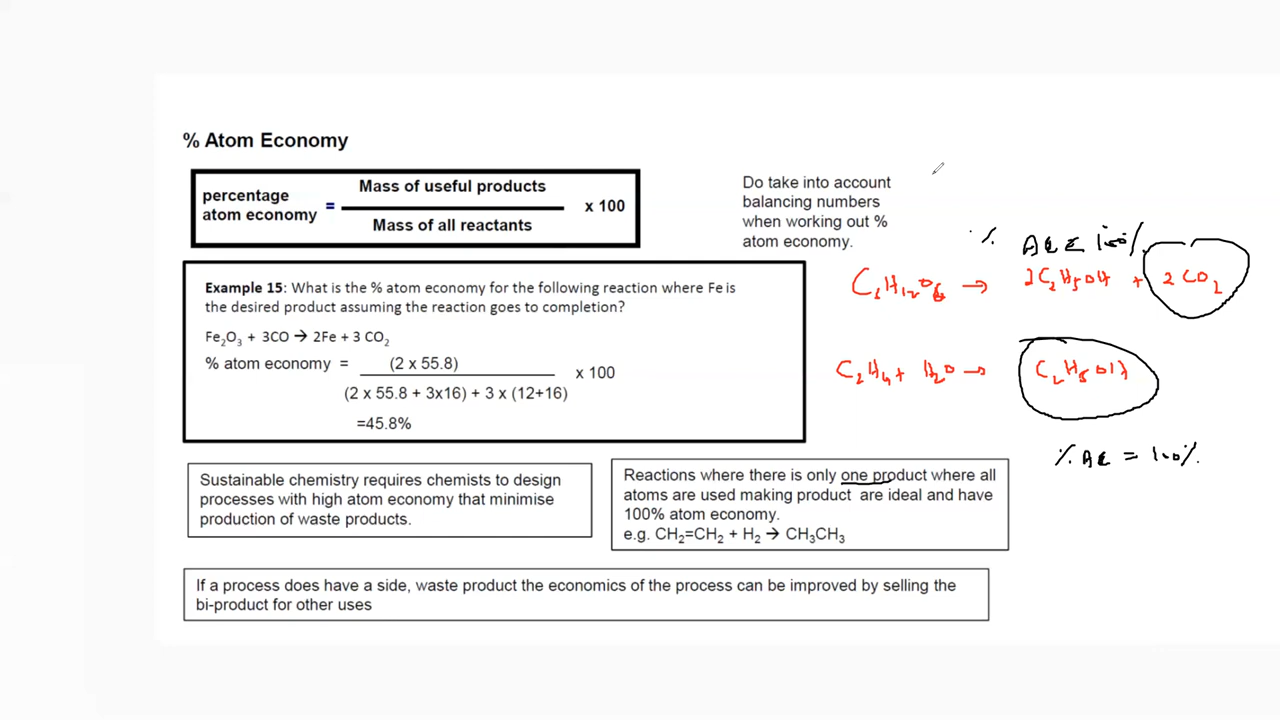 % Atom Economy
percentage atom economy = Mass of useful products / Mass of all reactants x 100
Do take into account
balancing numbers
when working out %
atom economy.
Example 15: What is the % atom economy for the following reaction where Fe is
the desired product assuming the reaction goes to completion?
Fe₂O₃ + 3CO → 2Fe + 3 CO₂
% atom economy = (2 x 55.8)
(2 x 55.8 + 3x16) + 3 x (12+16)
x 100
=45.8%
% AE < 100%
C₆H₁₂O₆ → 2C₂H₅OH + 2CO₂
C₂H₄ + H₂O → C₂H₅OH
% AE = 100%
Sustainable chemistry requires chemists to design
processes with high atom economy that minimise
production of waste products.
Reactions where there is only one product where all
atoms are used making product are ideal and have
100% atom economy.
e.g. CH₂=CH₂ + H₂ → CH₃CH₃
If a process does have a side, waste product the economics of the process can be improved by selling the
bi-product for other uses